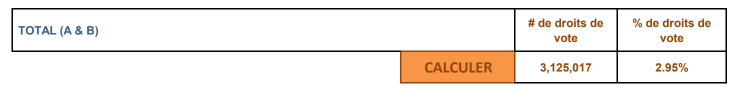 TOTAL (A & B)
# de droits de vote
% de droits de vote
CALCULER
3,125,017
2.95%